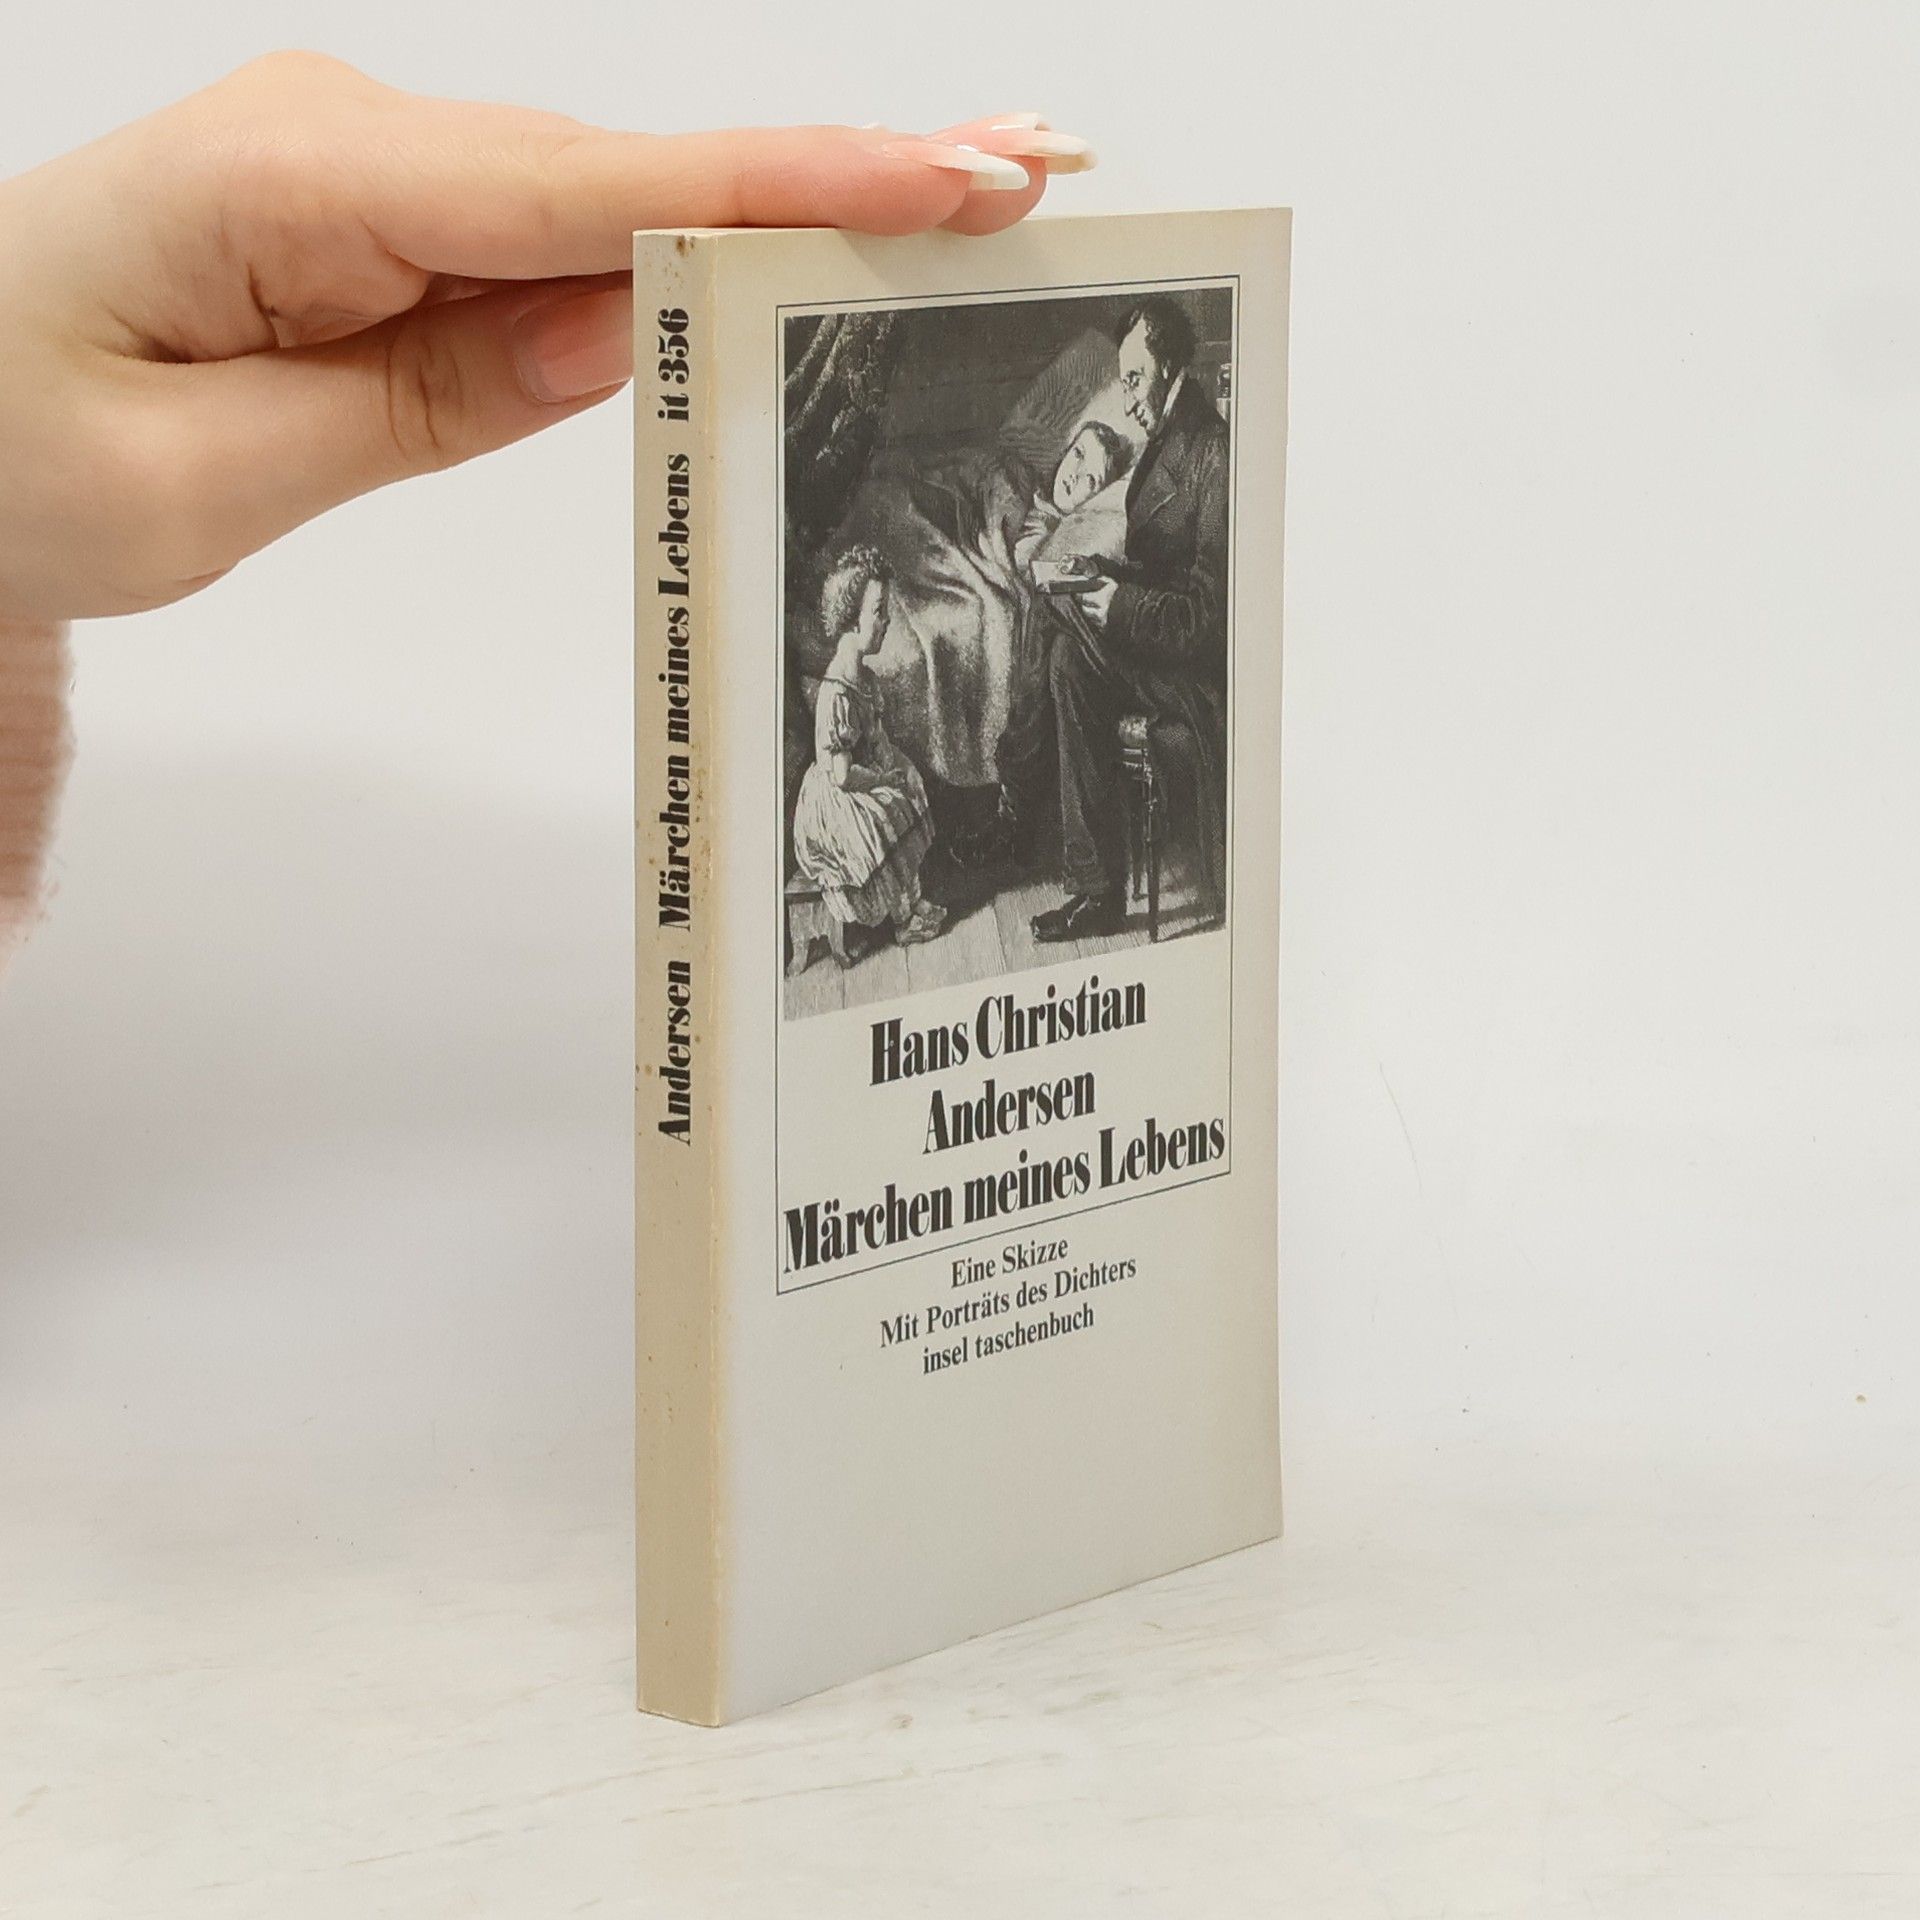 Andersen Märchen meines Lebens it 356
Hans Christian
Andersen
Märchen meines Lebens
Eine Skizze
Mit Porträts des Dichters
insel taschenbuch